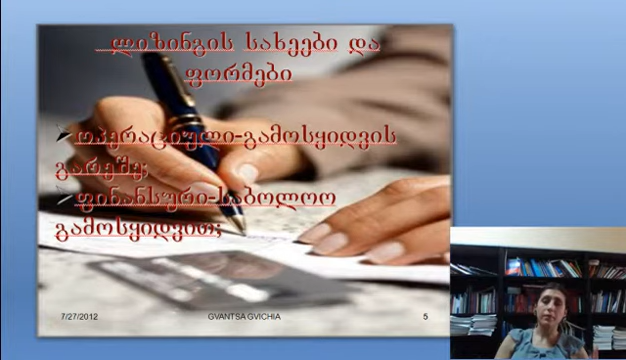 ლიზინგის სახეები და
ფორმები
ოპერაციული-გამოსყიდვის
გარეშე;
ფინანსური-საბოლოო
გამოსყიდვით;
7/27/2012 GVANTSA GVICHIA 5